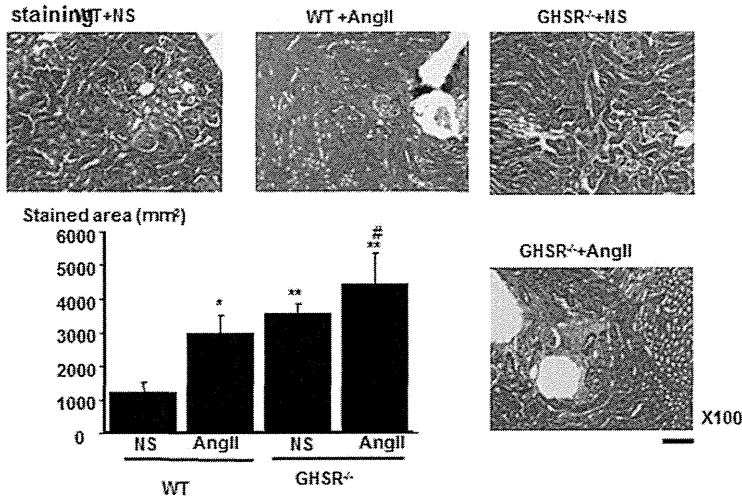 staining WT+NS
WT +AngII
GHSR-/-+NS
Stained area (mm²)
6000
5000
4000
3000
2000
1000
0
*
**
#
**
NS
AngII
NS
AngII
WT
GHSR-/-
GHSR-/-+AngII
X100